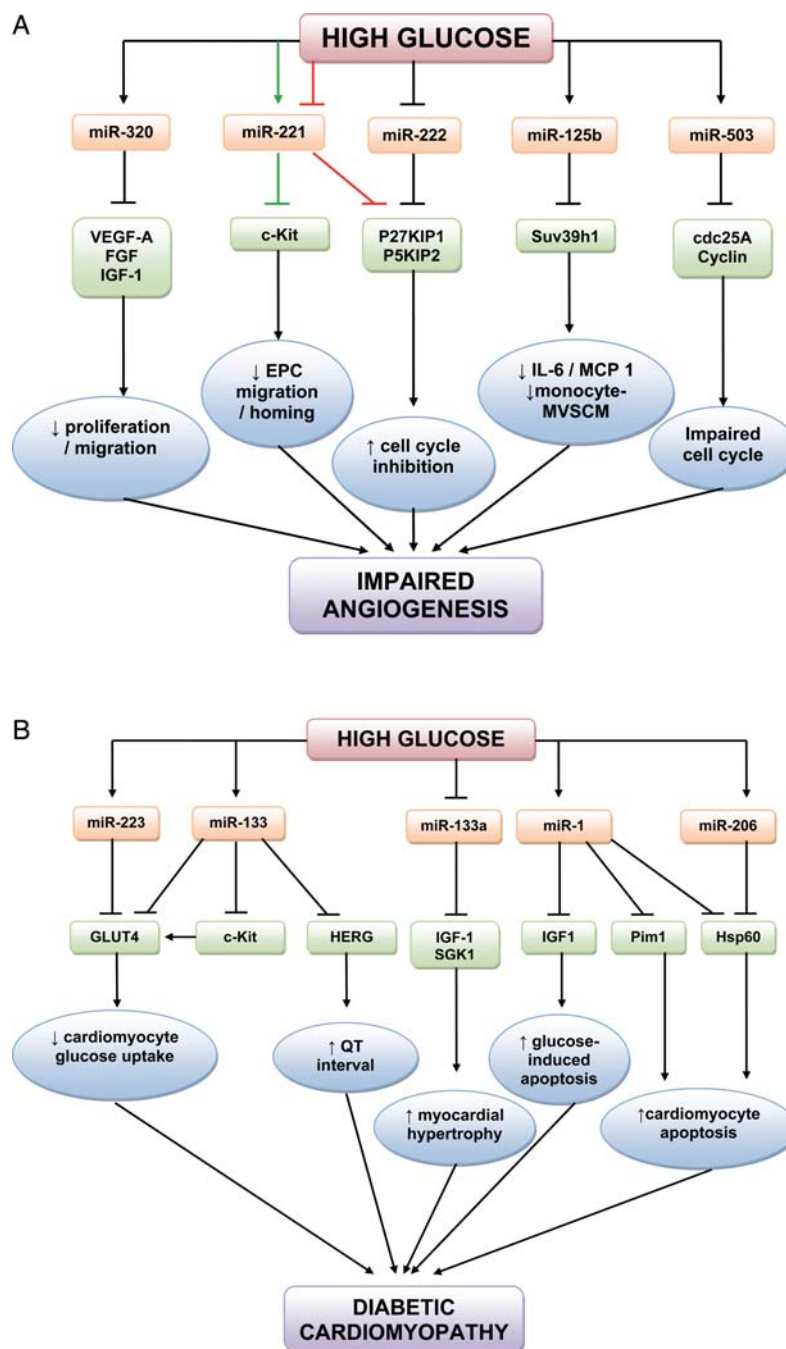 A
HIGH GLUCOSE
miR-320
miR-221
miR-222
miR-125b
miR-503
VEGF-A
FGF
IGF-1
c-Kit
P27KIP1
P5KIP2
Suv39h1
cdc25A
Cyclin
↓ proliferation
/ migration
↓ EPC
migration
/ homing
↑ cell cycle
inhibition
↓ IL-6 / MCP 1
↓monocyte-
MVSCM
Impaired
cell cycle
IMPAIRED
ANGIOGENESIS
B
HIGH GLUCOSE
miR-223
miR-133
miR-133a
miR-1
miR-206
GLUT4
c-Kit
HERG
IGF-1
SGK1
IGF1
Pim1
Hsp60
↓ cardiomyocyte
glucose uptake
↑ QT
interval
↑ myocardial
hypertrophy
↑ glucose-
induced
apoptosis
↑cardiomyocyte
apoptosis
DIABETIC
CARDIOMYOPATHY